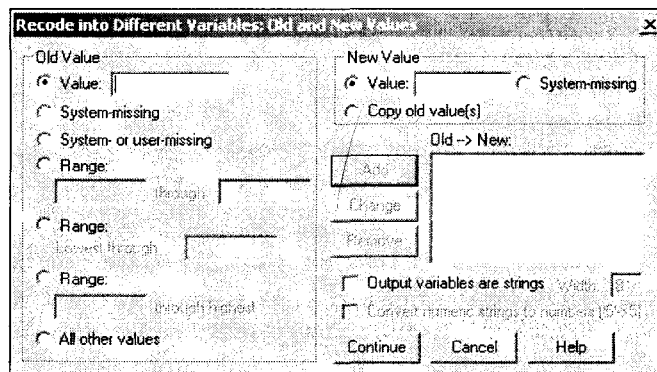 Recode into Different Variables: Old and New Values
Old Value
Value:
System-missing
System- or user-missing
Range:
through
Range:
Lowest through
Range:
through highest
All other values
New Value
Value:
System-missing
Copy old value(s)
Old --> New:
Add
Change
Remove
Output variables are strings
Width: 8
Convert numeric strings to numbers ('5'->5)
Continue
Cancel
Help